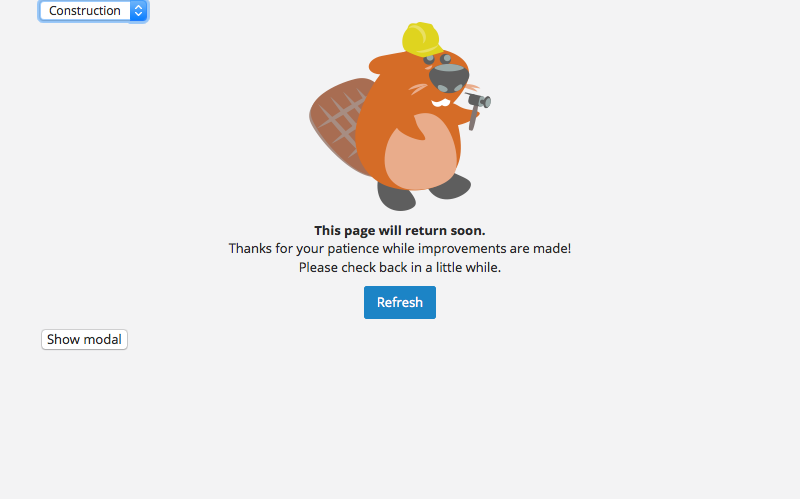 Construction
This page will return soon.
Thanks for your patience while improvements are made!
Please check back in a little while.
Refresh
Show modal